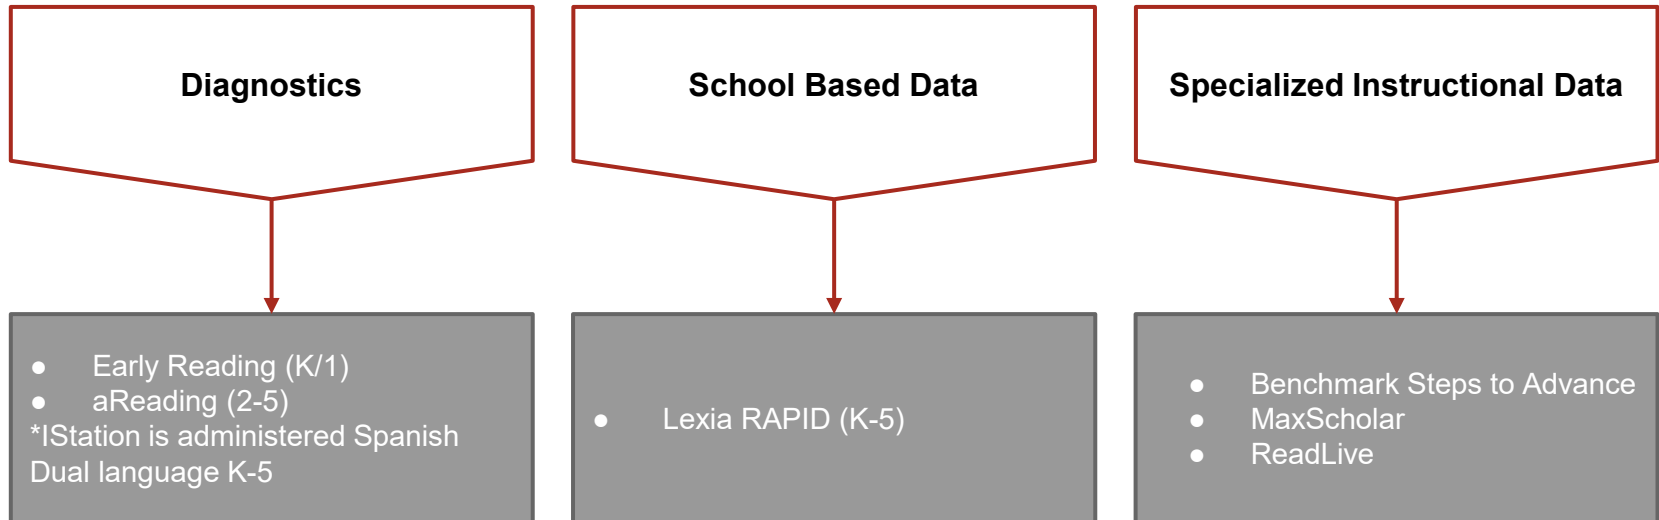 Diagnostics
● Early Reading (K/1)
● aReading (2-5)
*IStation is administered Spanish
Dual language K-5
School Based Data
● Lexia RAPID (K-5)
Specialized Instructional Data
● Benchmark Steps to Advance
● MaxScholar
● ReadLive